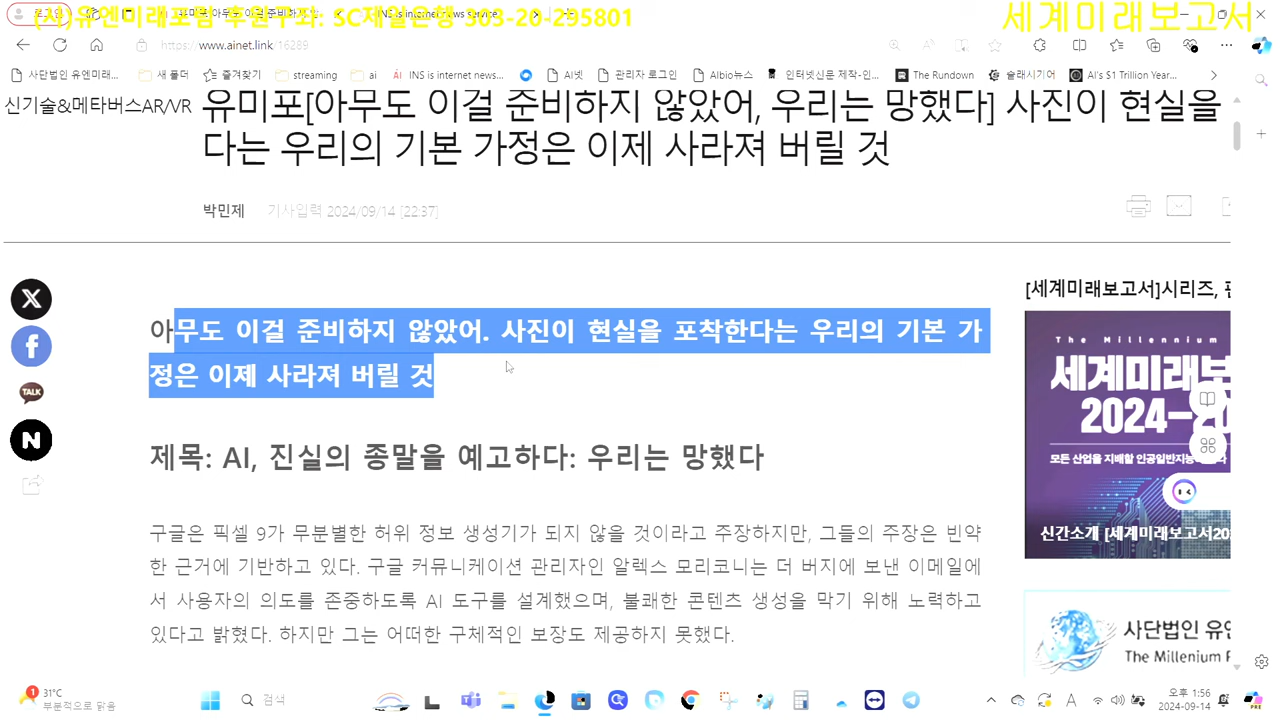 (사)유엔미래포럼 후원구좌: SC제일은행 303-20-295801
세계미래보고서
https://www.ainet.link/16289
사단법인 유엔미래...
새 폴더
즐겨찾기
streaming
ai
INS is internet news...
AI넷
관리자 로그인
AIbio뉴스
인터넷신문 제작-인...
The Rundown
술래시기어
AI's $1 Trillion Year...
신기술&메타버스AR/VR
유미포[아무도 이걸 준비하지 않았어, 우리는 망했다] 사진이 현실을
다는 우리의 기본 가정은 이제 사라져 버릴 것
박민제
기사입력 2024/09/14 [22:37]
아무도 이걸 준비하지 않았어. 사진이 현실을 포착한다는 우리의 기본 가
정은 이제 사라져 버릴 것
제목: AI, 진실의 종말을 예고하다: 우리는 망했다
구글은 픽셀 9가 무분별한 허위 정보 생성기가 되지 않을 것이라고 주장하지만, 그들의 주장은 빈약
한 근거에 기반하고 있다. 구글 커뮤니케이션 관리자인 알렉스 모리코니는 더 버지에 보낸 이메일에
서 사용자의 의도를 존중하도록 AI 도구를 설계했으며, 불쾌한 콘텐츠 생성을 막기 위해 노력하고
있다고 밝혔다. 하지만 그는 어떠한 구체적인 보장도 제공하지 못했다.
TALK
N
[세계미래보고서]시리즈,
The Millennium
세계미래보
2024-20
모든 산업을 지배할 인공일반지능
신간소개 [세계미래보고서20
사단법인 유엔
The Millenium P
31°C
부분적으로 맑음
검색
A
오후 1:56
2024-09-14